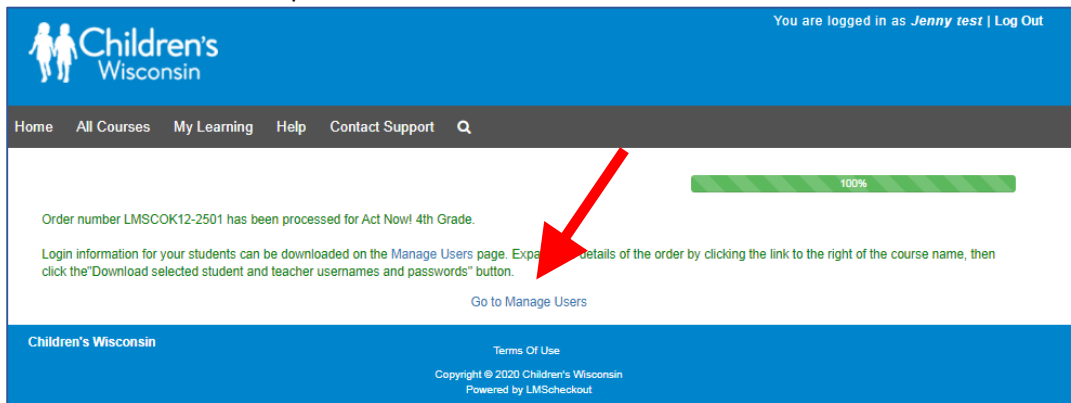 You are logged in as Jenny test | Log Out
Children's
Wisconsin
Home All Courses My Learning Help Contact Support
100%
Order number LMSCOK12-2501 has been processed for Act Now! 4th Grade.
Login information for your students can be downloaded on the Manage Users page. Expa details of the order by clicking the link to the right of the course name, then
click the"Download selected student and teacher usernames and passwords" button.
Go to Manage Users
Children's Wisconsin
Terms Of Use
Copyright © 2020 Children's Wisconsin
Powered by LMScheckout